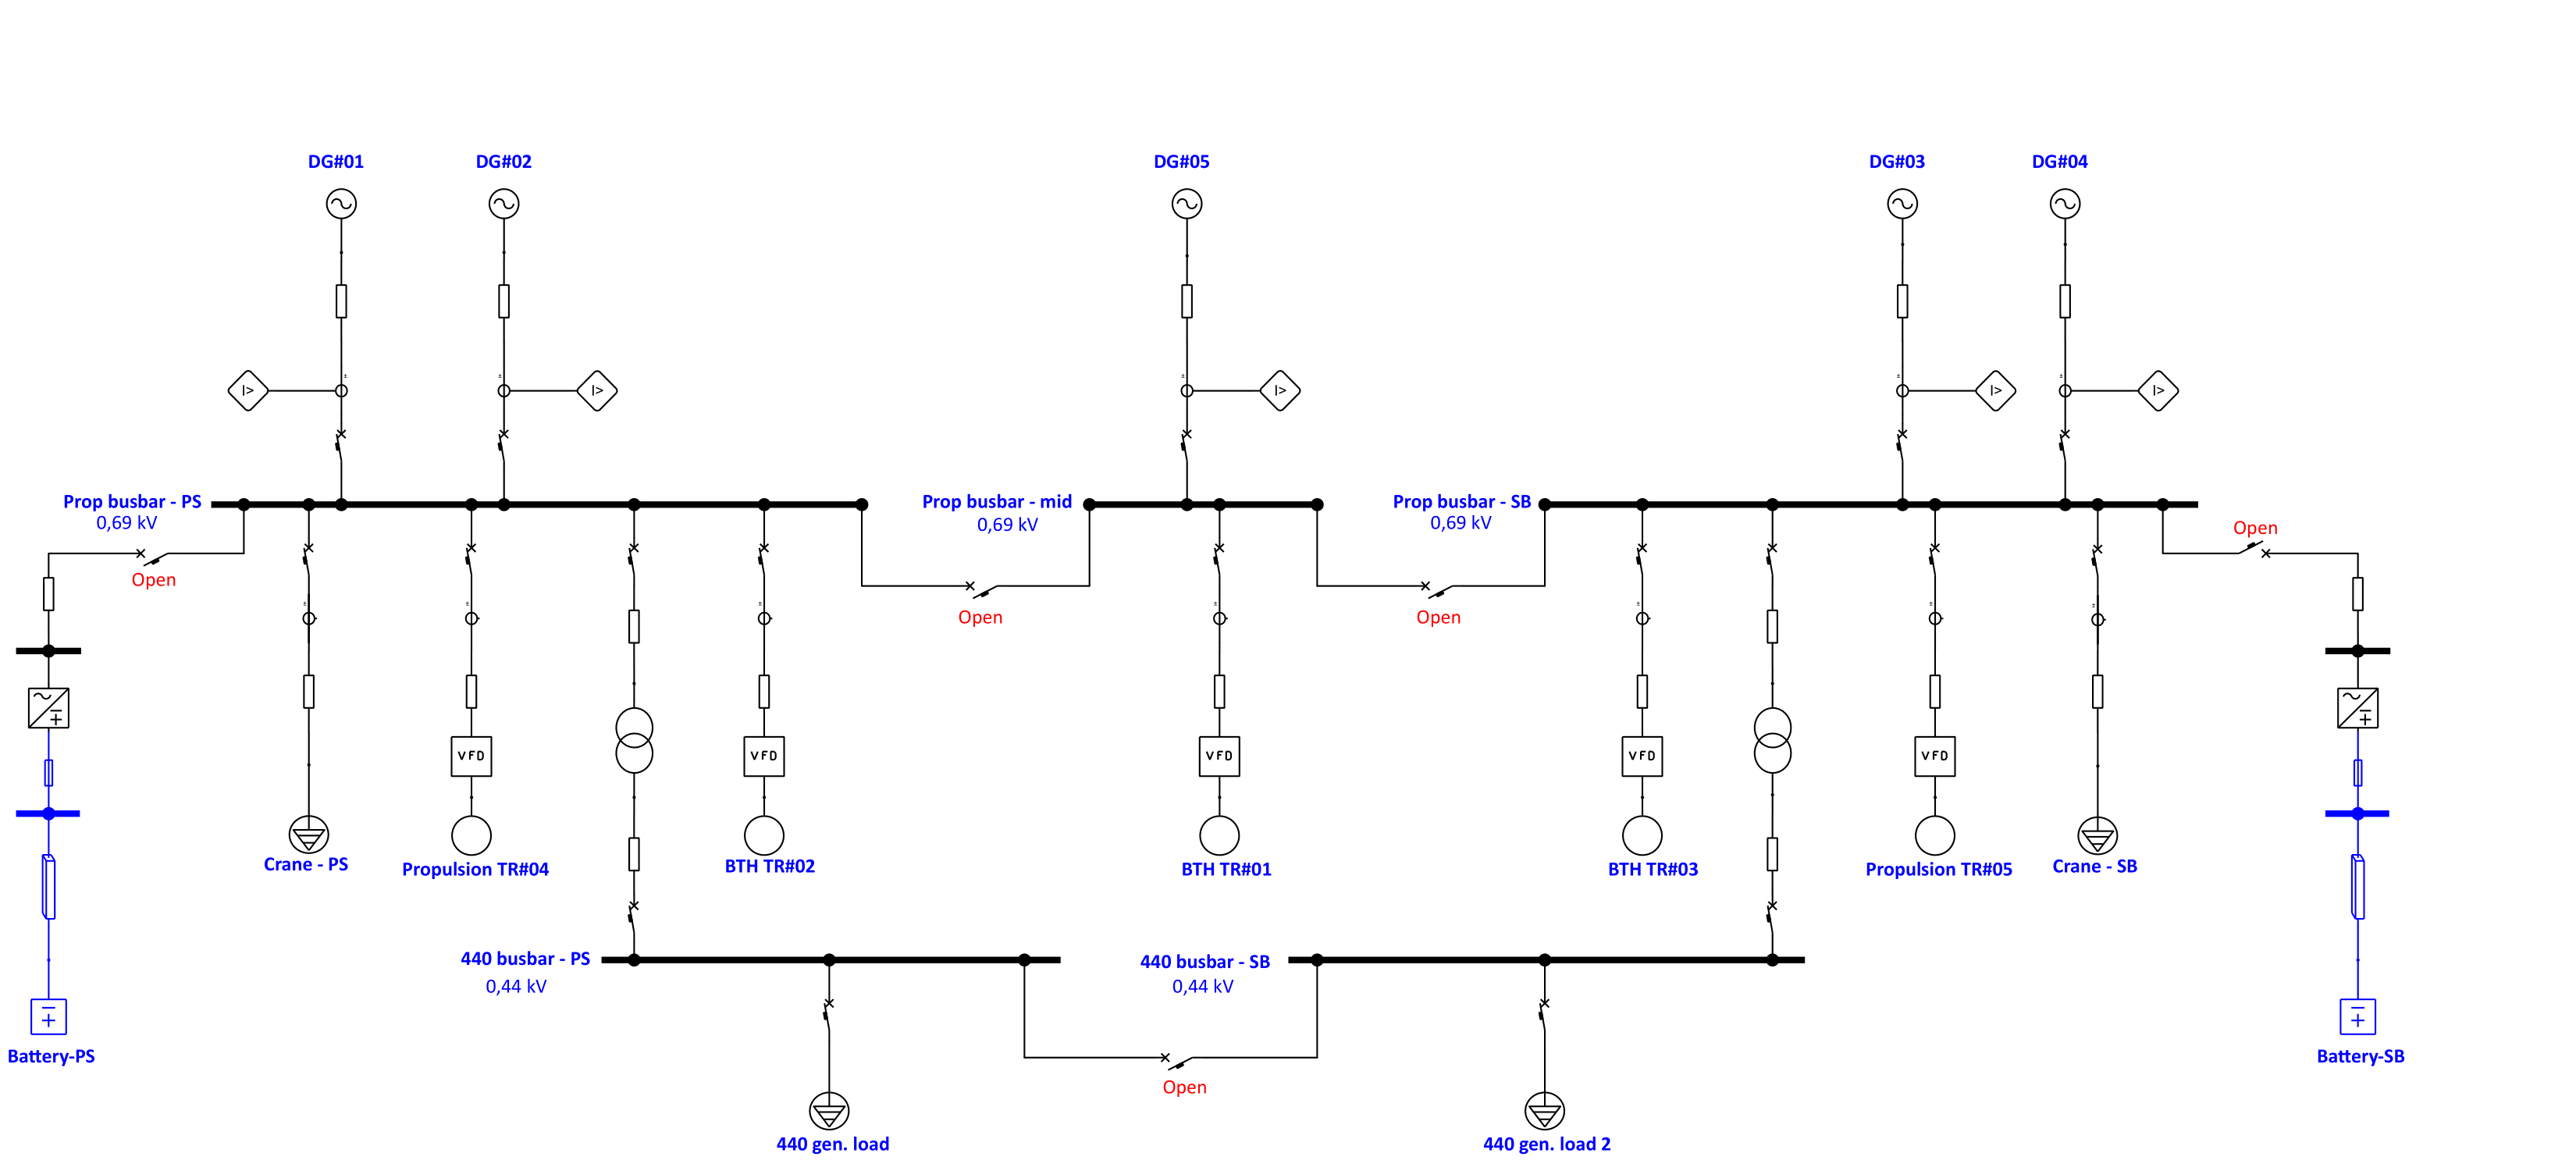 DG#01
DG#02
DG#05
DG#03
DG#04
I>
I>
I>
I>
I>
Prop busbar - PS
0,69 kV
Prop busbar - mid
0,69 kV
Prop busbar - SB
0,69 kV
Open
Open
Open
Open
VFD
VFD
VFD
VFD
VFD
Crane - PS
Propulsion TR#04
BTH TR#02
BTH TR#01
BTH TR#03
Propulsion TR#05
Crane - SB
440 busbar - PS
0,44 kV
440 busbar - SB
0,44 kV
Battery-PS
Open
Battery-SB
440 gen. load
440 gen. load 2